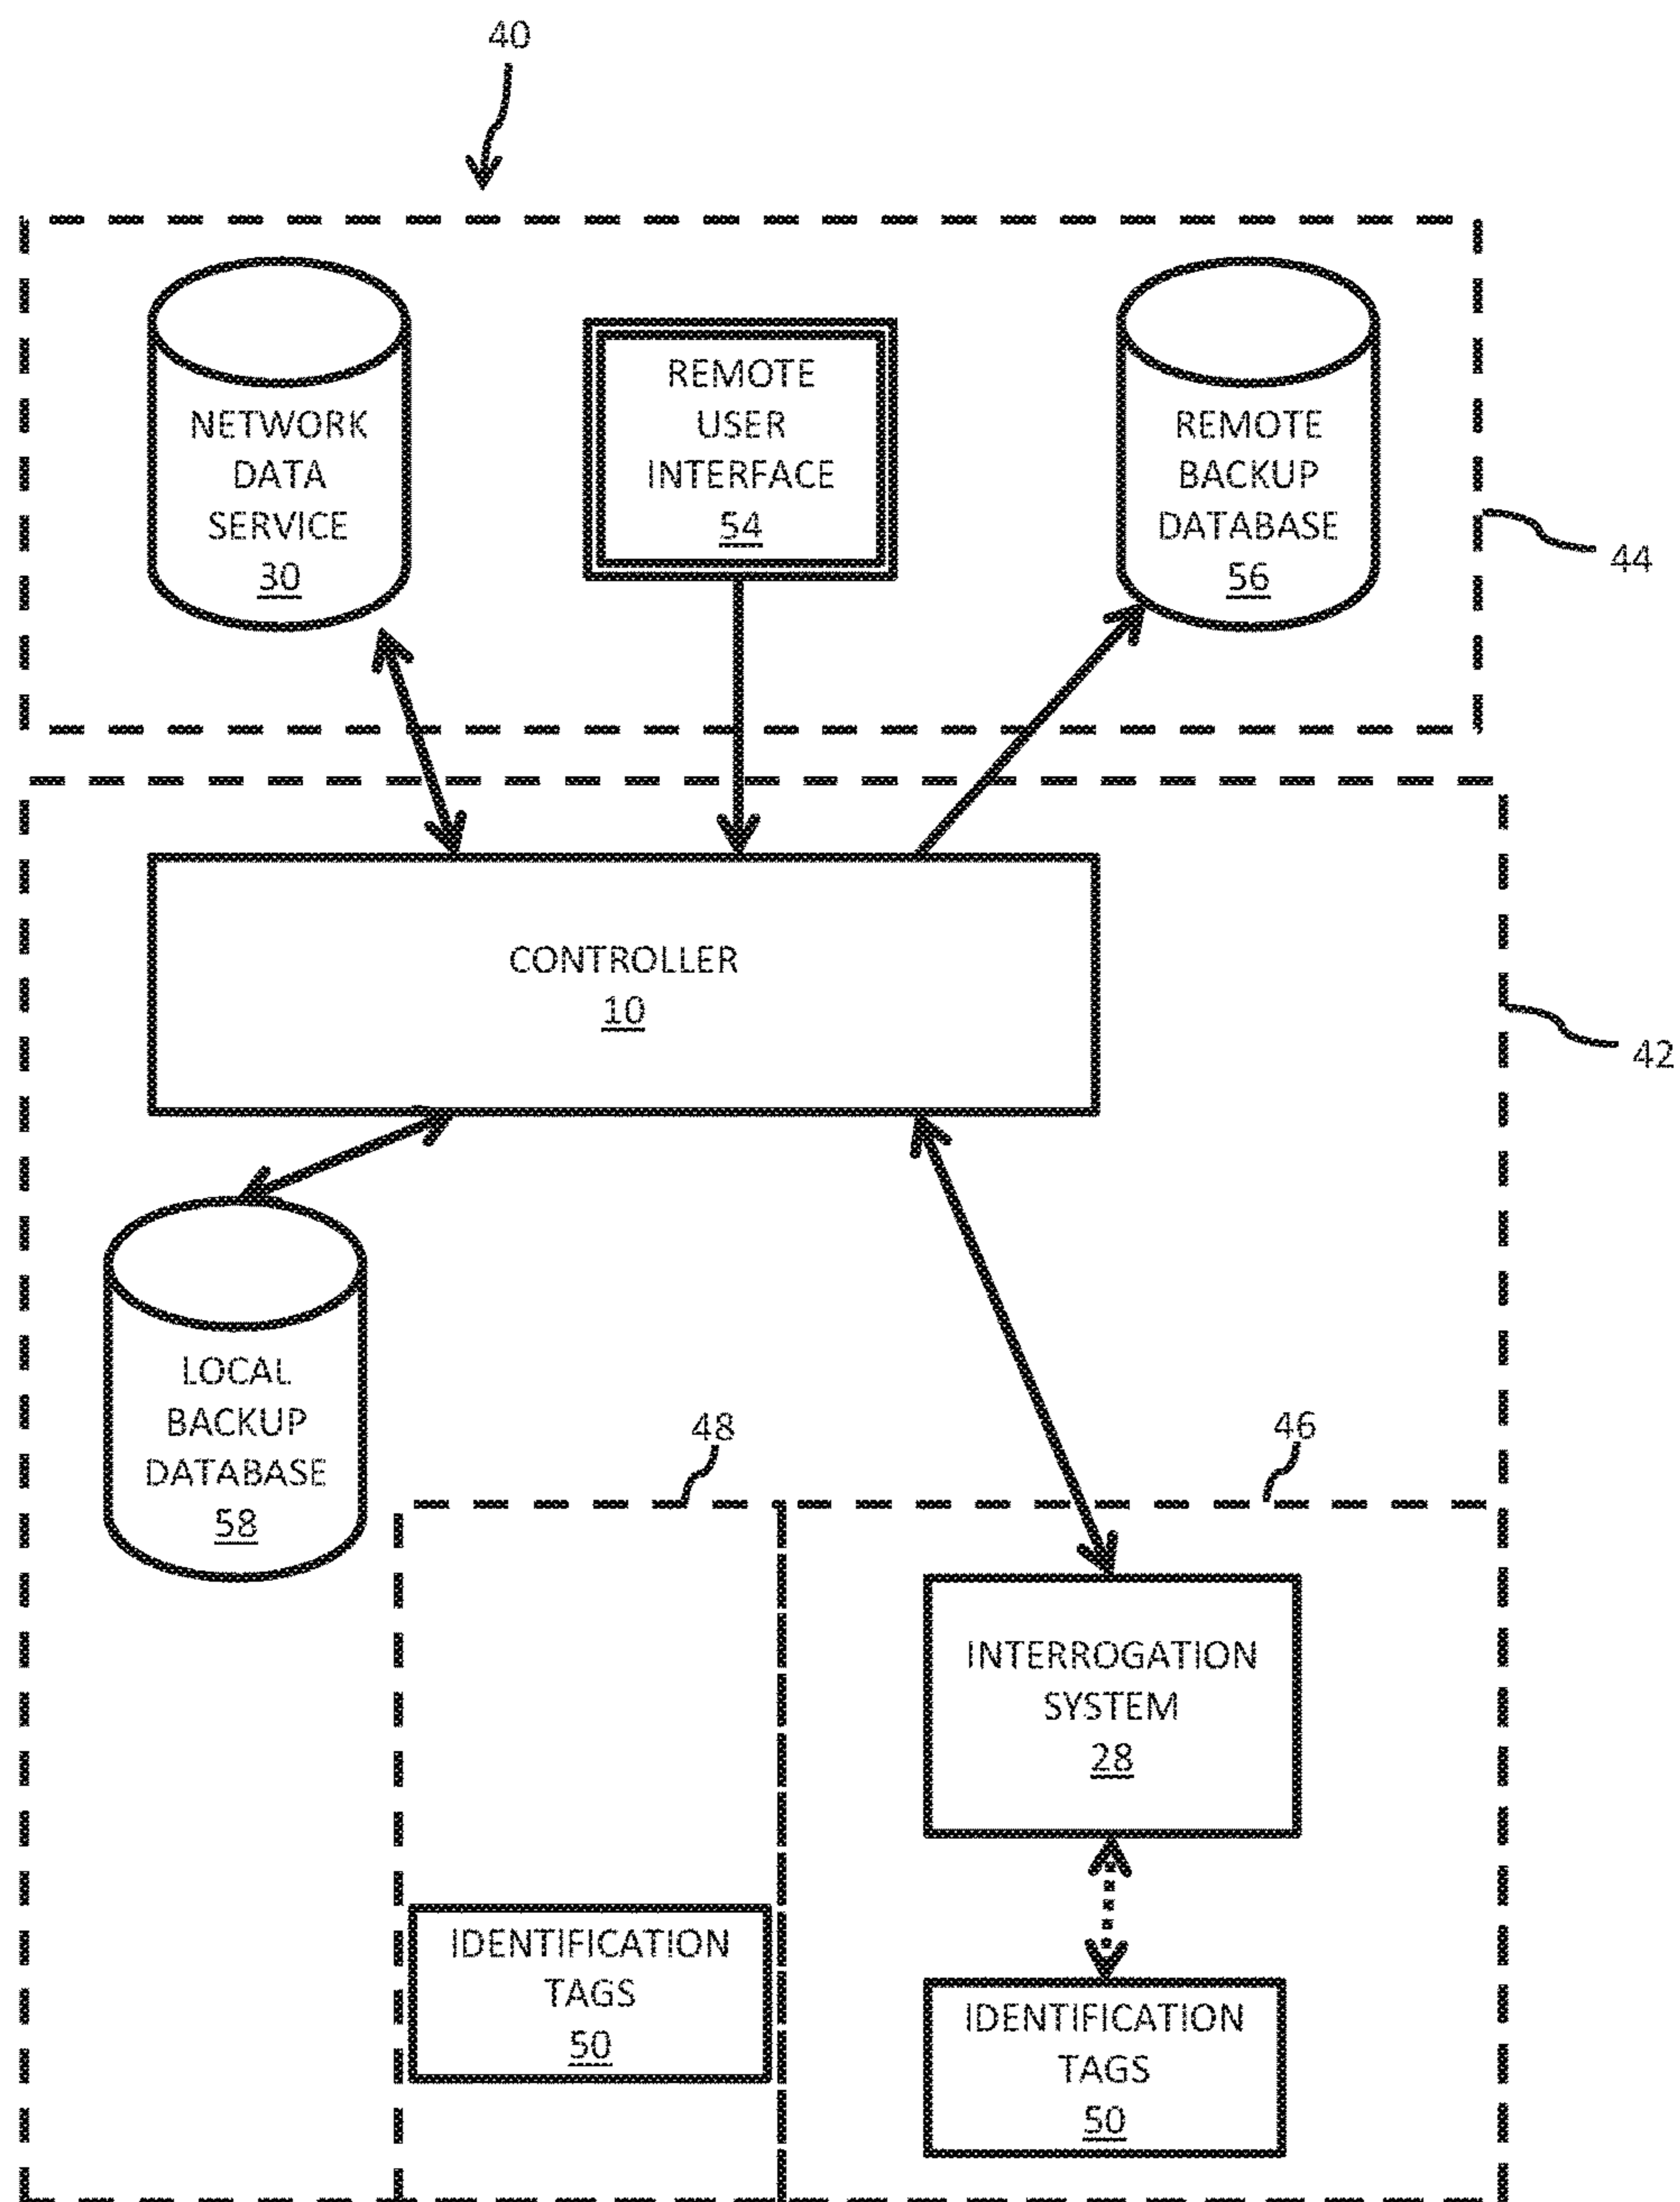 40
NETWORK
DATA
SERVICE
30
REMOTE
USER
INTERFACE
54
REMOTE
BACKUP
DATABASE
56
44
CONTROLLER
10
42
LOCAL
BACKUP
DATABASE
58
48
46
INTERROGATION
SYSTEM
28
IDENTIFICATION
TAGS
50
IDENTIFICATION
TAGS
50